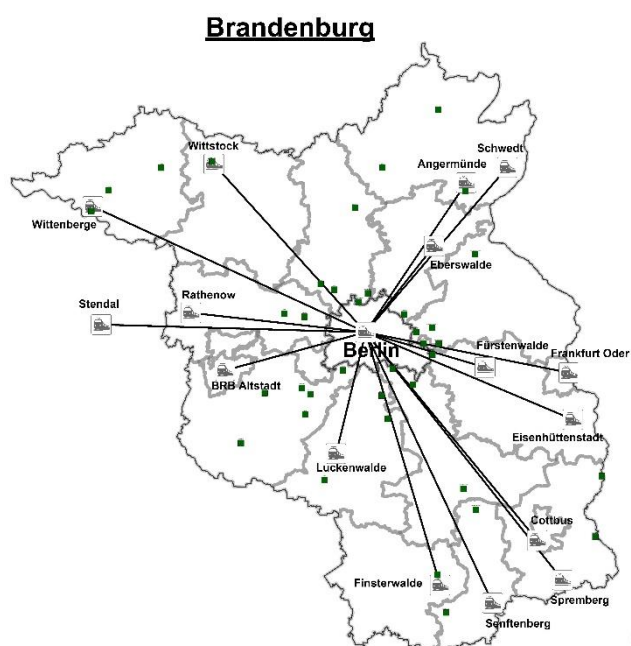 Brandenburg
Wittstock
Schwedt
Angermünde
Wittenberge
Eberswalde
Stendal
Rathenow
Berlin
Fürstenwalde
Frankfurt Oder
BRB Altstadt
Eisenhüttenstadt
Luckenwalde
Cottbus
Finsterwalde
Spremberg
Senftenberg